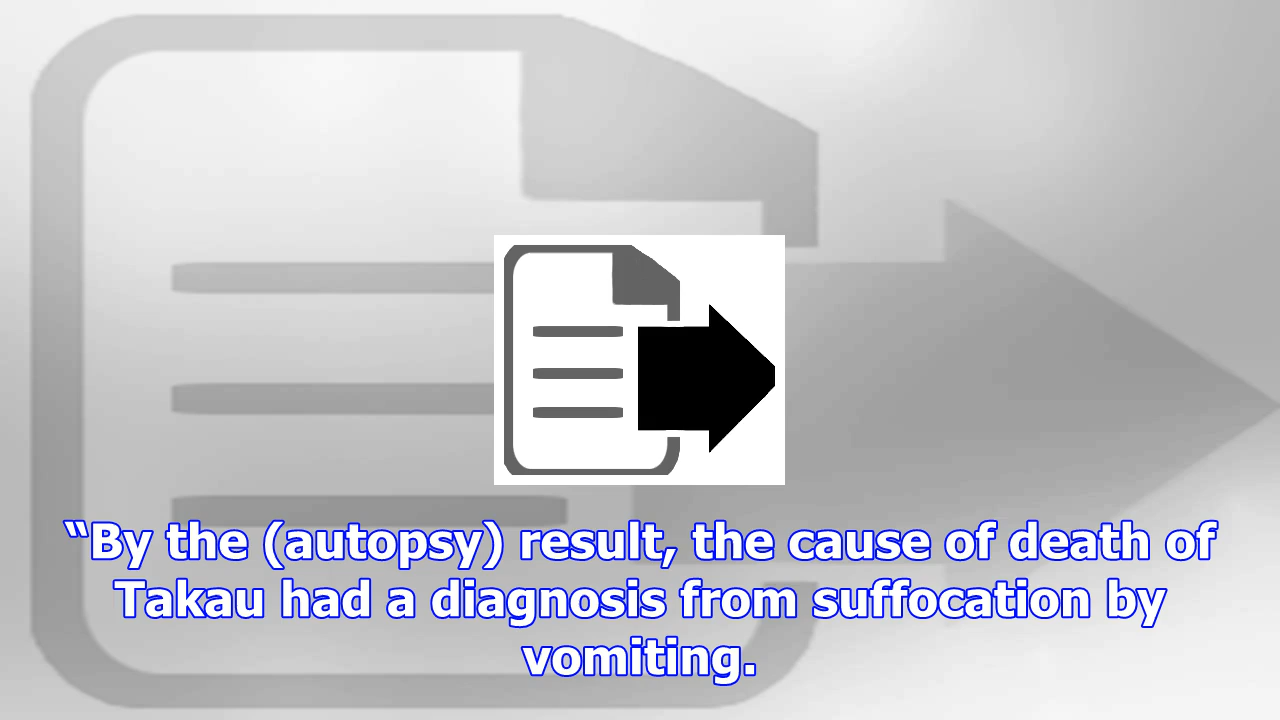 “By the (autopsy) result, the cause of death of
Takau had a diagnosis from suffocation by
vomiting.